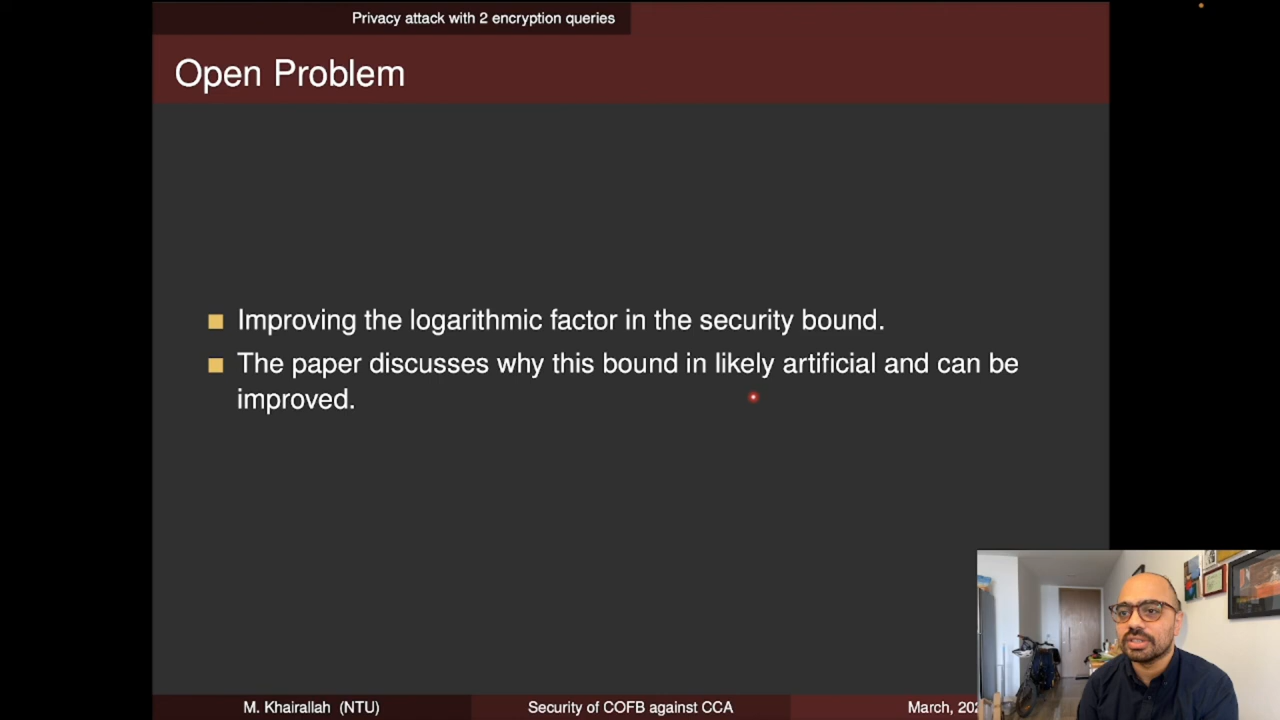 Privacy attack with 2 encryption queries
Open Problem
Improving the logarithmic factor in the security bound.
The paper discusses why this bound in likely artificial and can be
improved.
M. Khairallah (NTU)
Security of COFB against CCA
March,